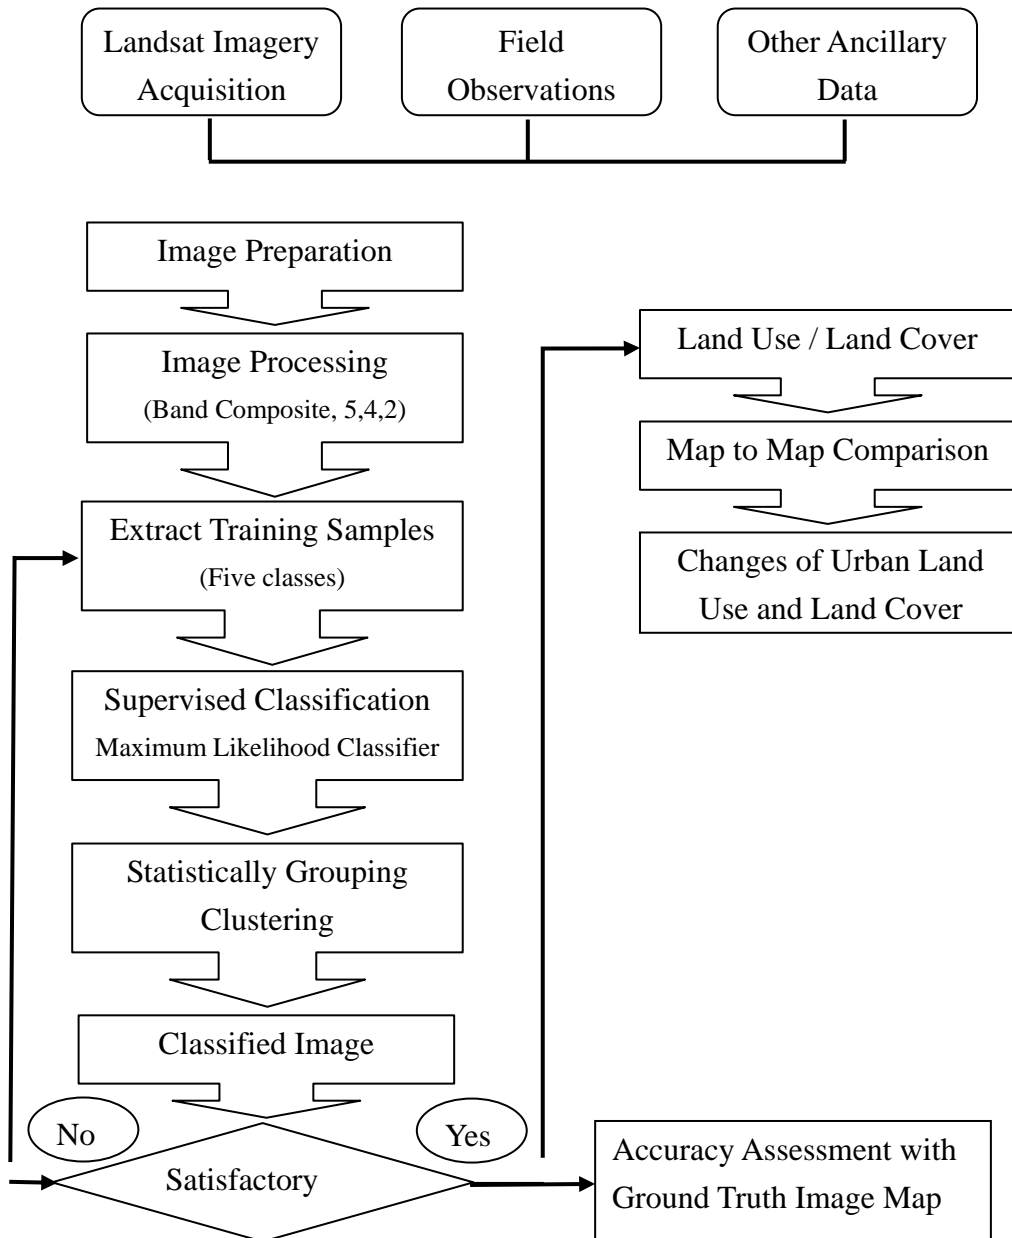 Landsat Imagery
Acquisition
Field
Observations
Other Ancillary
Data
Image Preparation
Image Processing
(Band Composite, 5,4,2)
Extract Training Samples
(Five classes)
Supervised Classification
Maximum Likelihood Classifier
Statistically Grouping
Clustering
Classified Image
No
Yes
Satisfactory
Land Use / Land Cover
Map to Map Comparison
Changes of Urban Land
Use and Land Cover
Accuracy Assessment with
Ground Truth Image Map